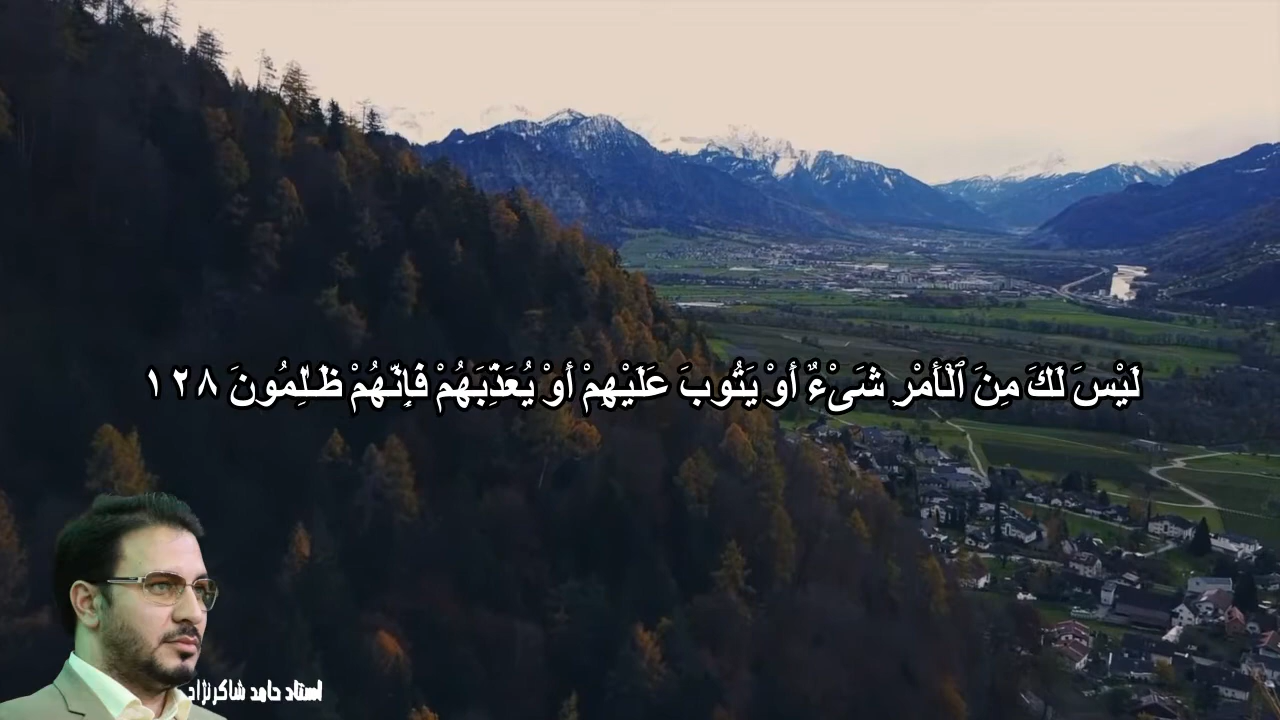 لَيْسَ لَكَ مِنَ ٱلْأَمْرِ شَىْءٌ أَوْ يَتُوبَ عَلَيْهِمْ أَوْ يُعَذِّبَهُمْ فَإِنَّهُمْ ظَٰلِمُونَ ١٢٨
استاد حامد شاکرنژاد